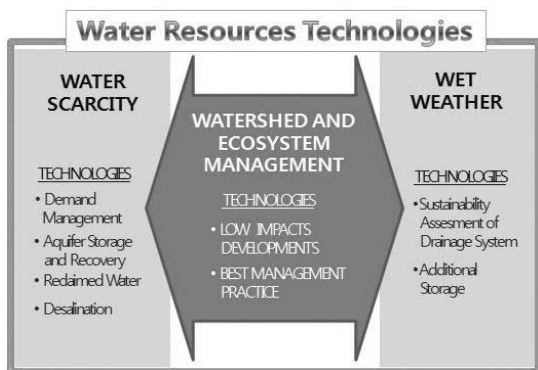 Water Resources Technologies
WATER
SCARCITY
TECHNOLOGIES
• Demand
Management
• Aquifer Storage
and Recovery
• Reclaimed Water
• Desalination
WATERSHED AND
ECOSYSTEM
MANAGEMENT
TECHNOLOGIES
• LOW IMPACTS
DEVELOPMENTS
• BEST MANAGEMENT
PRACTICE
WET
WEATHER
TECHNOLOGIES
• Sustainability
Assesment of
Drainage System
• Additional
Storage